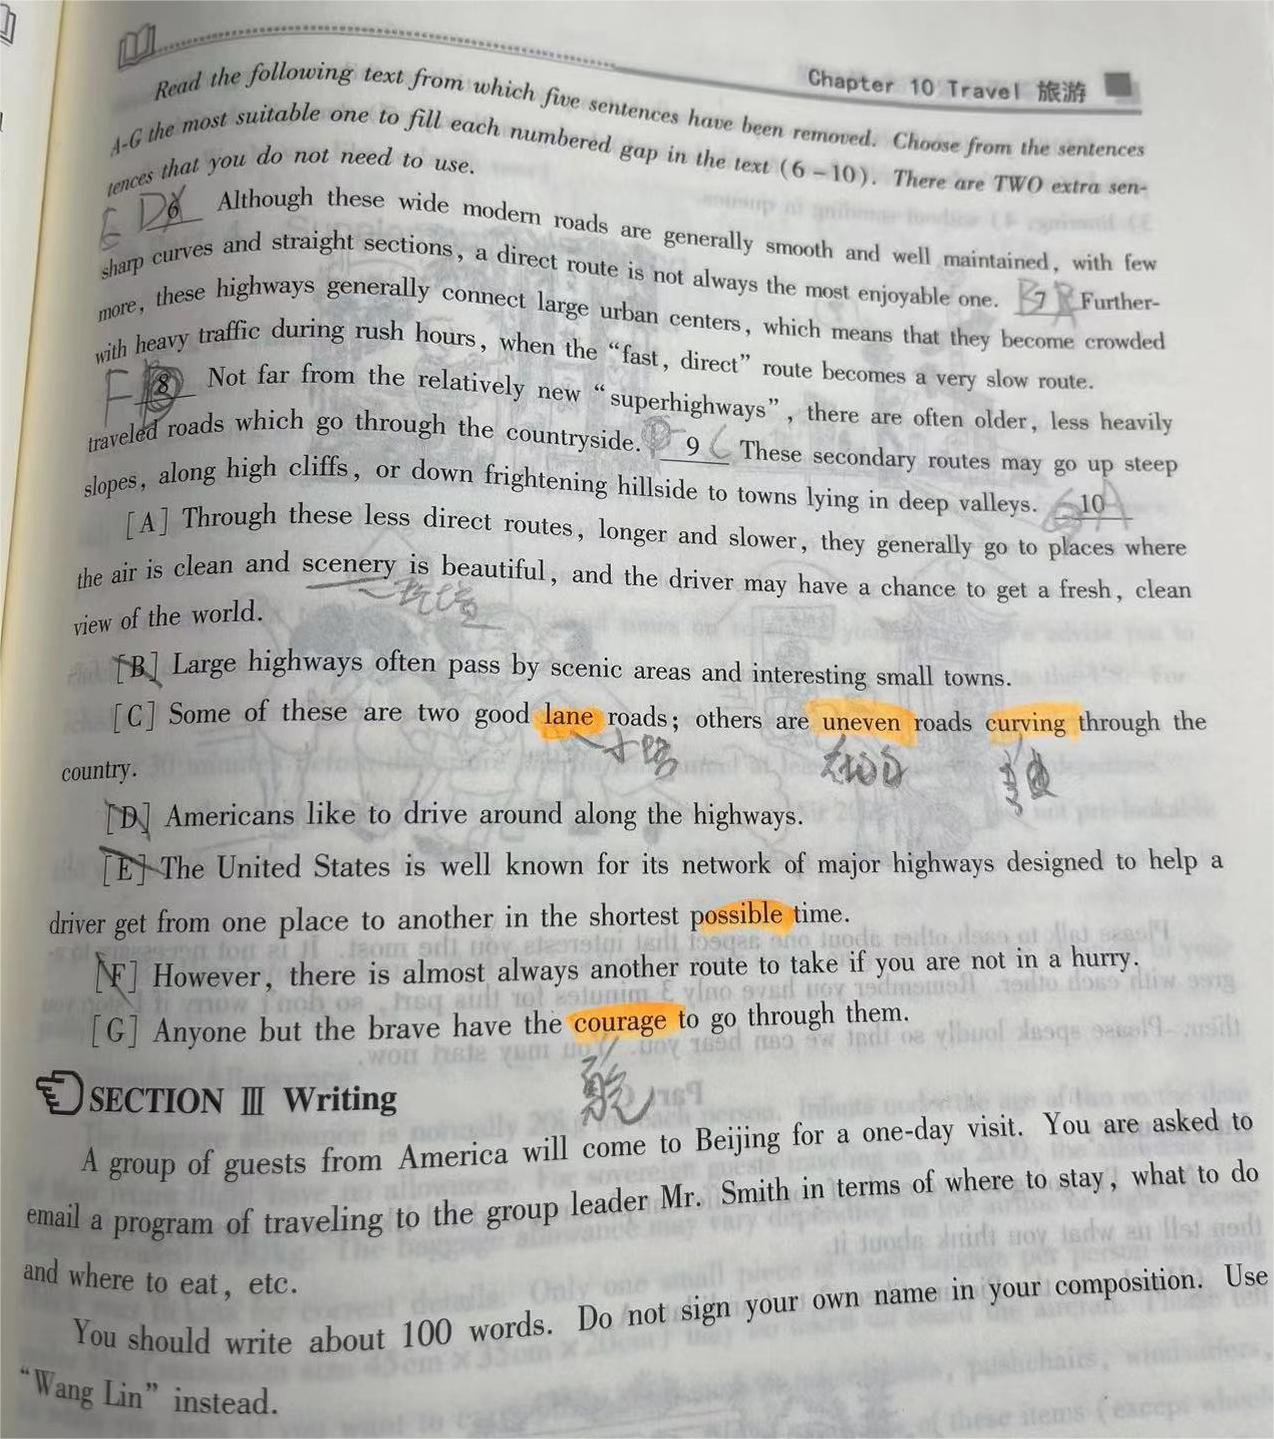 Chapter 10 Travel 旅游
Read the following text from which five sentences have been removed. Choose from the sentences
A-G the most suitable one to fill each numbered gap in the text (6-10). There are TWO extra sen-
tences that you do not need to use.
E D 6 Although these wide modern roads are generally smooth and well maintained, with few
sharp curves and straight sections, a direct route is not always the most enjoyable one. B 7 Further-
more, these highways generally connect large urban centers, which means that they become crowded
with heavy traffic during rush hours, when the "fast, direct" route becomes a very slow route.
F 8 Not far from the relatively new "superhighways", there are often older, less heavily
traveled roads which go through the countryside. 9 C These secondary routes may go up steep
slopes, along high cliffs, or down frightening hillside to towns lying in deep valleys. G 10 A
[A] Through these less direct routes, longer and slower, they generally go to places where
the air is clean and scenery is beautiful, and the driver may have a chance to get a fresh, clean
view of the world.
[B] Large highways often pass by scenic areas and interesting small towns.
[C] Some of these are two good lane roads; others are uneven roads curving through the
小路
country.
[D] Americans like to drive around along the highways.
[E] The United States is well known for its network of major highways designed to help a
driver get from one place to another in the shortest possible time.
[F] However, there is almost always another route to take if you are not in a hurry.
[G] Anyone but the brave have the courage to go through them.
SECTION Ⅲ Writing
A group of guests from America will come to Beijing for a one-day visit. You are asked to
email a program of traveling to the group leader Mr. Smith in terms of where to stay, what to do
and where to eat, etc.
You should write about 100 words. Do not sign your own name in your composition. Use
"Wang Lin" instead.